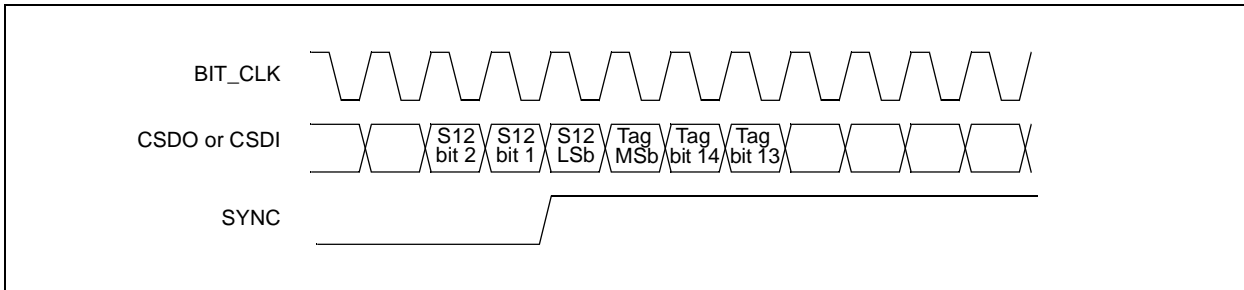 BIT_CLK
CSDO or CSDI
S12 bit 2
S12 bit 1
S12 LSb
Tag MSb
Tag bit 14
Tag bit 13
SYNC